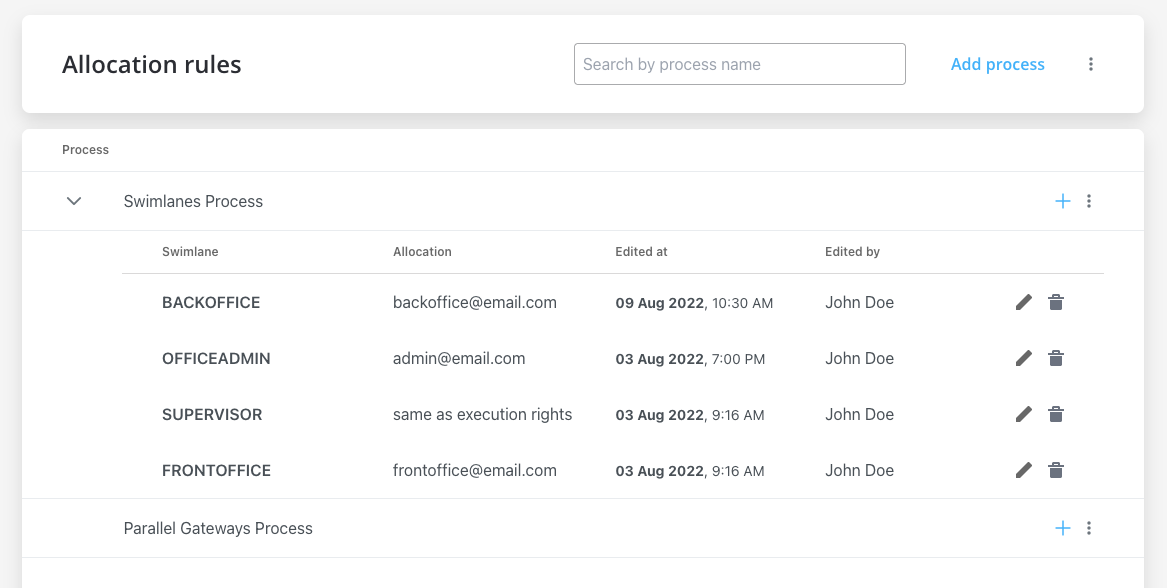 Allocation rules
Search by process name
Add process
Process
Swimlanes Process
Swimlane Allocation Edited at Edited by
BACKOFFICE backoffice@email.com 09 Aug 2022, 10:30 AM John Doe
OFFICEADMIN admin@email.com 03 Aug 2022, 7:00 PM John Doe
SUPERVISOR same as execution rights 03 Aug 2022, 9:16 AM John Doe
FRONTOFFICE frontoffice@email.com 03 Aug 2022, 9:16 AM John Doe
Parallel Gateways Process